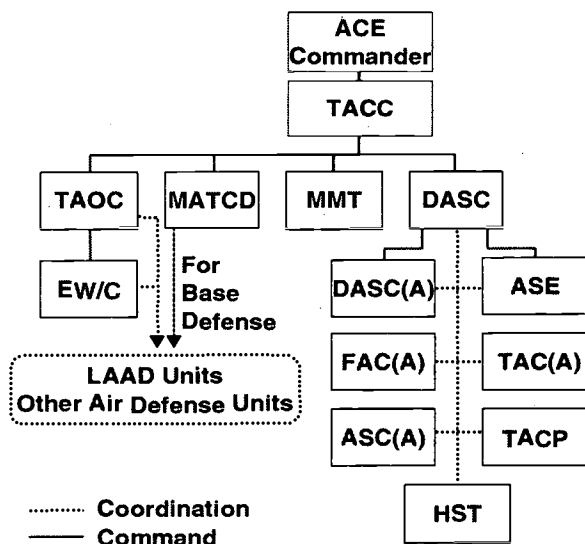 ACE
Commander
TACC
TAOC
MATCD
MMT
DASC
EW/C
For
Base
Defense
DASC(A)
ASE
LAAD Units
Other Air Defense Units
FAC(A)
TAC(A)
ASC(A)
TACP
HST
Coordination
Command